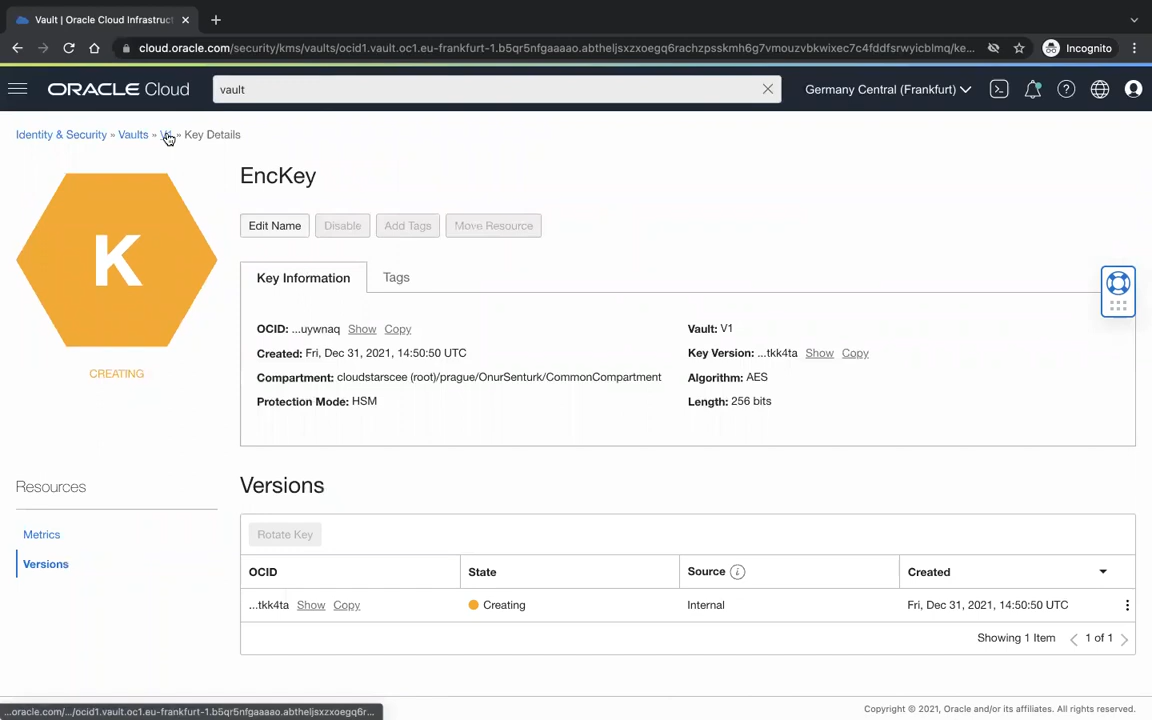 Vault | Oracle Cloud Infrastruct
cloud.oracle.com/security/kms/vaults/ocid1.vault.oc1.eu-frankfurt-1.b5qr5nfgaaaao.abtheljsxzxoegq6rachzpsskmh6g7vmouzvbkwixec7c4fddfsrwyicblmq/ke...
Incognito
ORACLE Cloud
vault
Germany Central (Frankfurt)
Identity & Security » Vaults » V1 » Key Details
K
CREATING
EncKey
Edit Name
Disable
Add Tags
Move Resource
Key Information
Tags
OCID: ...uywnaq Show Copy
Created: Fri, Dec 31, 2021, 14:50:50 UTC
Compartment: cloudstarscee (root)/prague/OnurSenturk/CommonCompartment
Protection Mode: HSM
Vault: V1
Key Version: ...tkk4ta Show Copy
Algorithm: AES
Length: 256 bits
Resources
Metrics
Versions
Versions
Rotate Key
OCID State Source i Created
...tkk4ta Show Copy Creating Internal Fri, Dec 31, 2021, 14:50:50 UTC
Showing 1 Item < 1 of 1 >
...oracle.com/.../ocid1.vault.oc1.eu-frankfurt-1.b5qr5nfgaaaao.abtheljsxzxoegq6r...
Copyright © 2021, Oracle and/or its affiliates. All rights reserved.